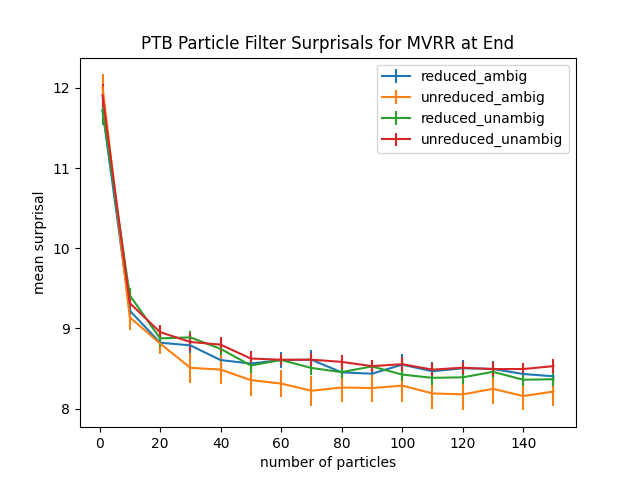 PTB Particle Filter Surprisals for MVRR at End
reduced_ambig
unreduced_ambig
reduced_unambig
unreduced_unambig
12
11
10
9
8
mean surprisal
0
20
40
60
80
100
120
140
number of particles